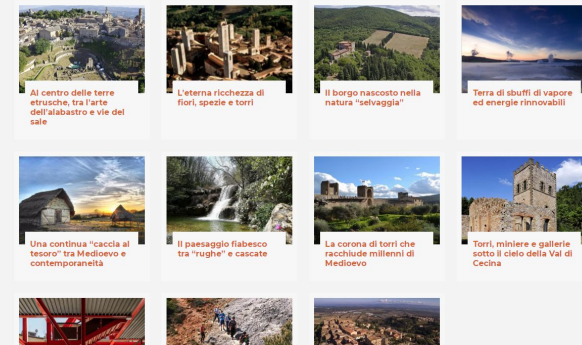 Al centro delle terre
etrusche, tra l'arte
dell'alabastro e vie del
sale
L'eterna ricchezza di
fiori, spezie e torri
Il borgo nascosto nella
natura "selvaggia"
Terra di sbuffi di vapore
ed energie rinnovabili
Una continua "caccia al
tesoro" tra Medioevo e
contemporaneità
Il paesaggio fiabesco
tra "rughe" e cascate
La corona di torri che
racchiude millenni di
Medioevo
Torri, miniere e gallerie
sotto il cielo della Val di
Cecina